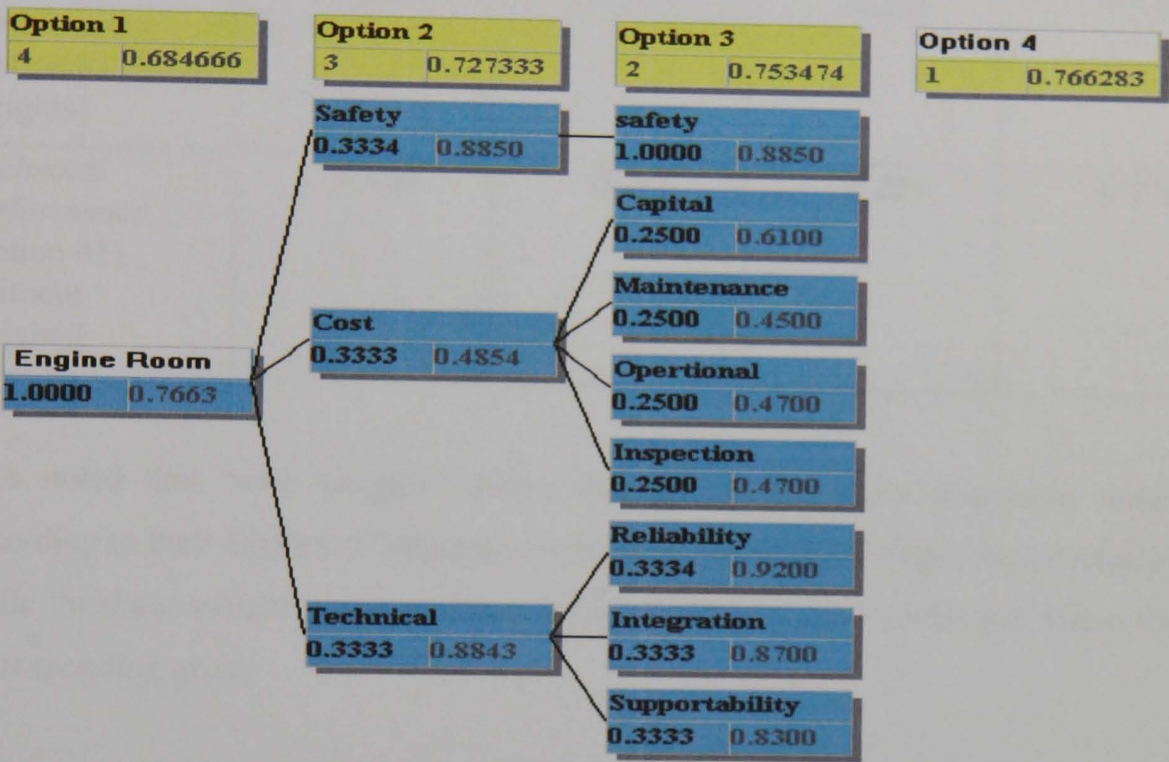 Option 1
4 0.684666
Option 2
3 0.727333
Option 3
2 0.753474
Option 4
1 0.766283
Safety
0.3334 0.8850
safety
1.0000 0.8850
Capital
0.2500 0.6100
Maintenance
0.2500 0.4500
Cost
0.3333 0.4854
Opertional
0.2500 0.4700
Engine Room
1.0000 0.7663
Inspection
0.2500 0.4700
Reliability
0.3334 0.9200
Technical
0.3333 0.8843
Integration
0.3333 0.8700
Supportability
0.3333 0.8300